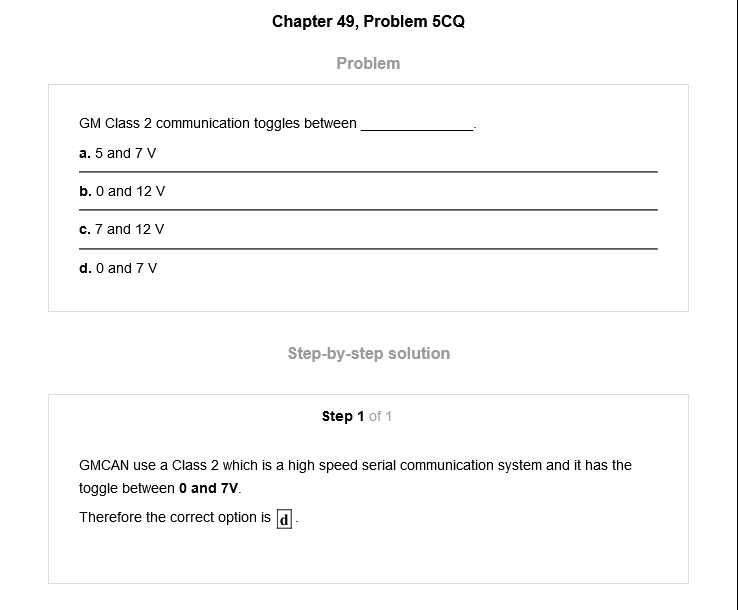 Chapter 49, Problem 5CQ
Problem
GM Class 2 communication toggles between _______________.
a. 5 and 7 V
b. 0 and 12 V
c. 7 and 12 V
d. 0 and 7 V
Step-by-step solution
Step 1 of 1
GMCAN use a Class 2 which is a high speed serial communication system and it has the
toggle between 0 and 7V.
Therefore the correct option is d .